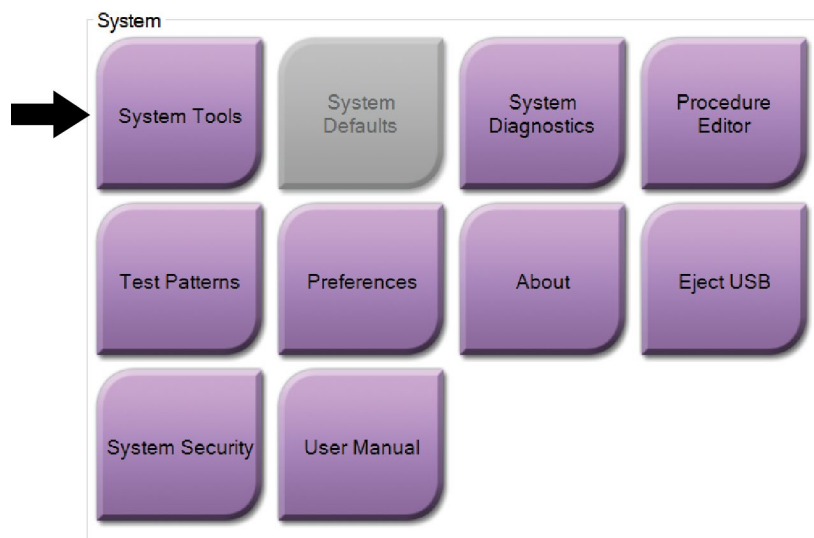 System
System Tools
System
Defaults
System
Diagnostics
Procedure
Editor
Test Patterns
Preferences
About
Eject USB
System Security
User Manual